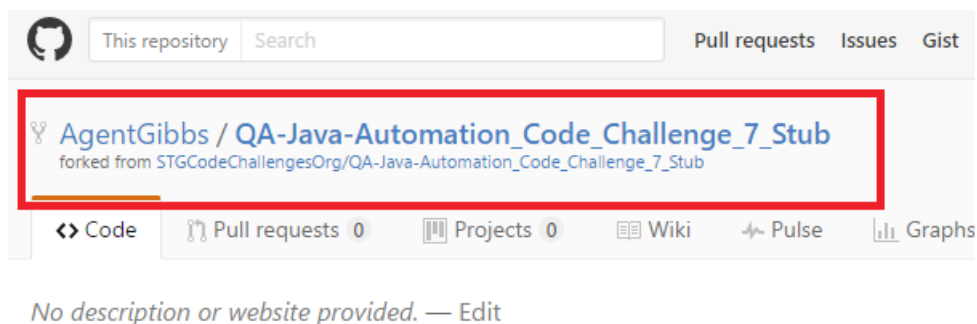 This repository Search Pull requests Issues Gist
AgentGibbs / QA-Java-Automation_Code_Challenge_7_Stub
forked from STGCodeChallengesOrg/QA-Java-Automation_Code_Challenge_7_Stub
<> Code Pull requests 0 Projects 0 Wiki Pulse Graphs
No description or website provided. — Edit